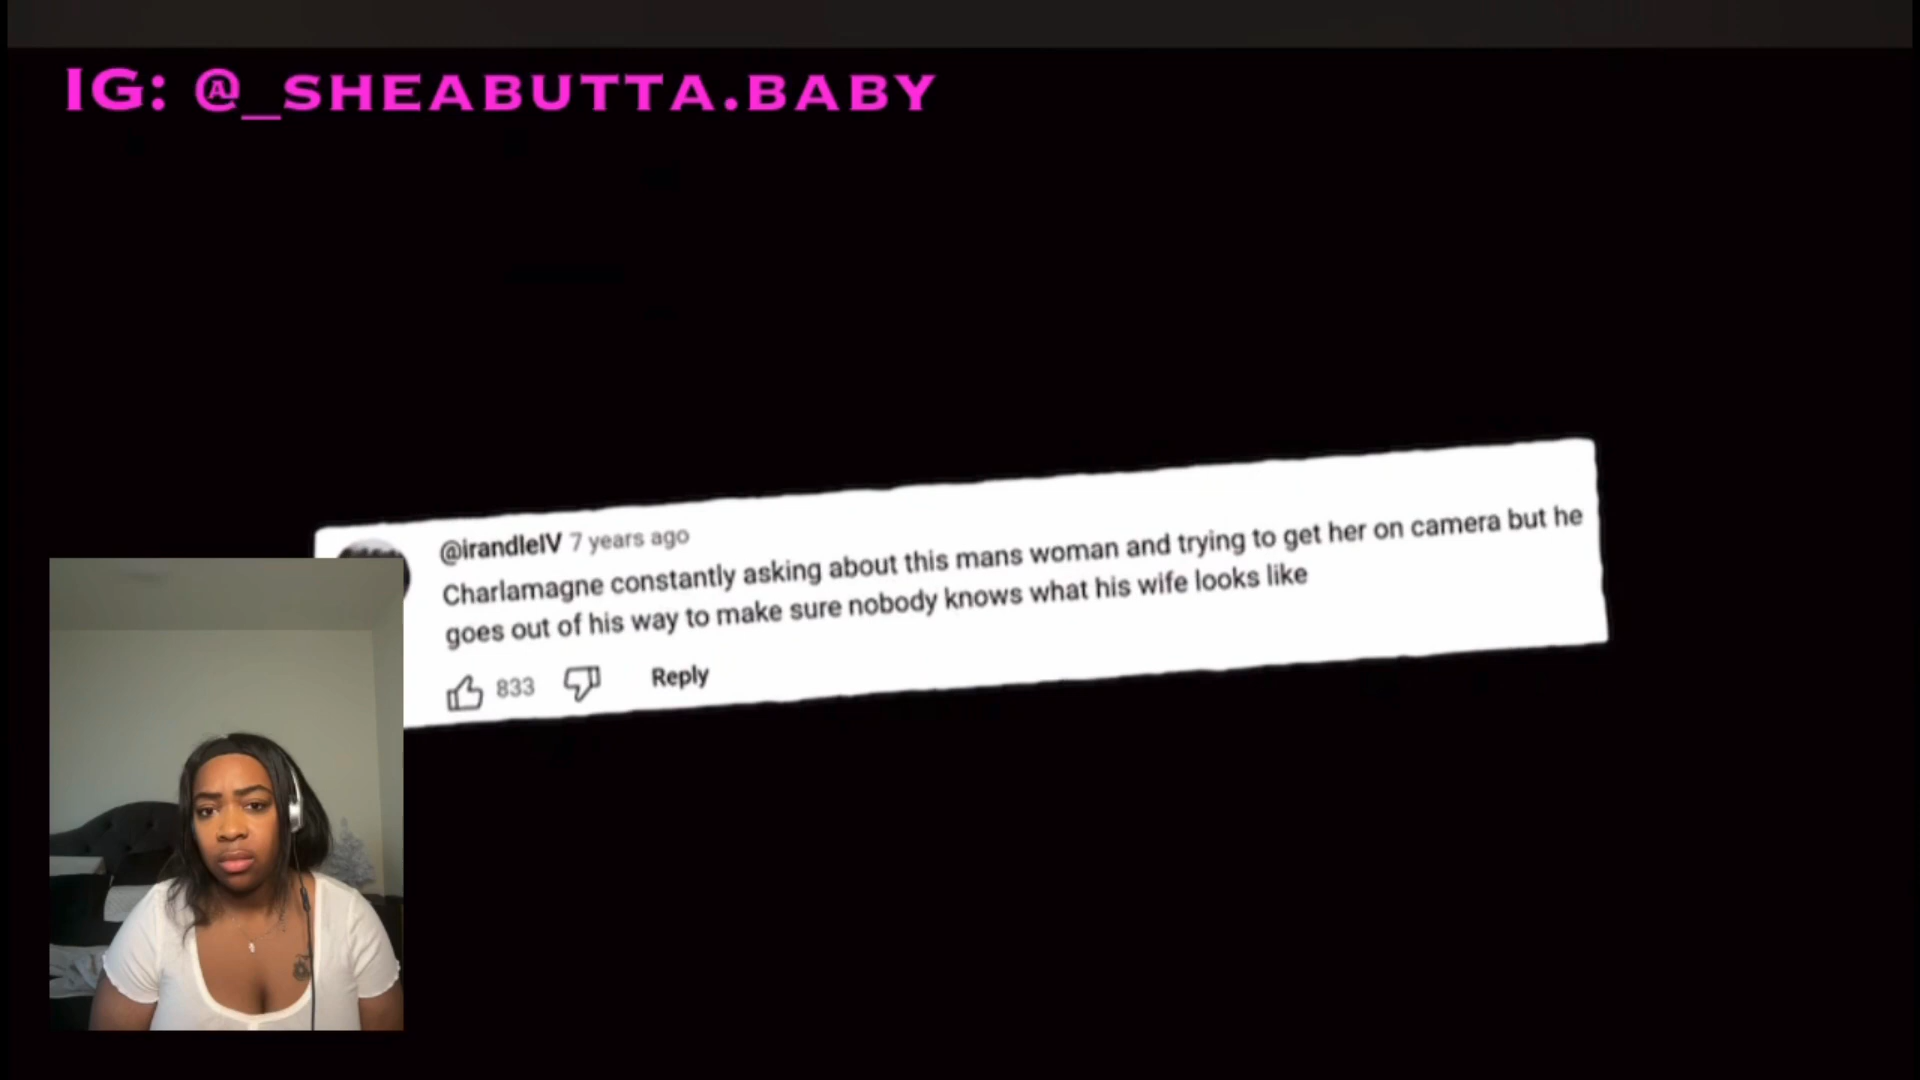 IG: @_SHEABUTTA.BABY
@irandleIV 7 years ago
Charlamagne constantly asking about this mans woman and trying to get her on camera but he
goes out of his way to make sure nobody knows what his wife looks like
833 Reply